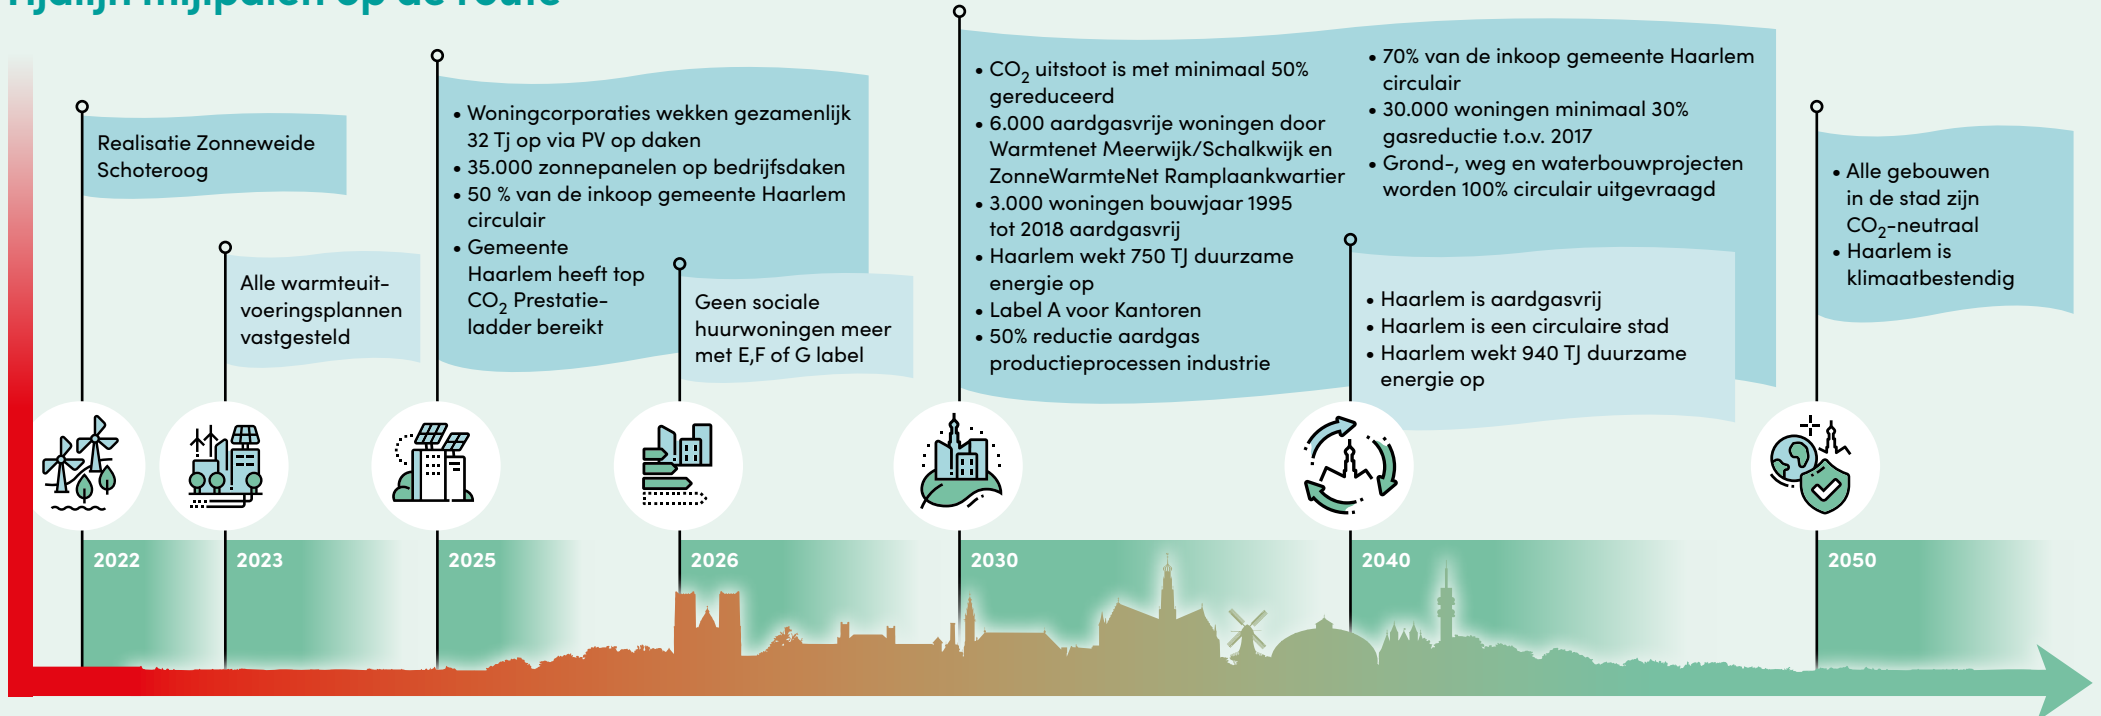 Tijdlijn mijlpalen op de route
Realisatie Zonneweide
Schoteroog
Alle warmteuit-
voeringsplannen
vastgesteld
• Woningcorporaties wekken gezamenlijk
32 Tj op via PV op daken
• 35.000 zonnepanelen op bedrijfsdaken
• 50 % van de inkoop gemeente Haarlem
circulair
• Gemeente
Haarlem heeft top
CO₂ Prestatie-
ladder bereikt
Geen sociale
huurwoningen meer
met E,F of G label
• CO₂ uitstoot is met minimaal 50%
gereduceerd
• 6.000 aardgasvrije woningen door
Warmtenet Meerwijk/Schalkwijk en
ZonneWarmteNet Ramplaankwartier
• 3.000 woningen bouwjaar 1995
tot 2018 aardgasvrij
• Haarlem wekt 750 TJ duurzame
energie op
• Label A voor Kantoren
• 50% reductie aardgas
productieprocessen industrie
• 70% van de inkoop gemeente Haarlem
circulair
• 30.000 woningen minimaal 30%
gasreductie t.o.v. 2017
• Grond-, weg en waterbouwprojecten
worden 100% circulair uitgevraagd
• Haarlem is aardgasvrij
• Haarlem is een circulaire stad
• Haarlem wekt 940 TJ duurzame
energie op
• Alle gebouwen
in de stad zijn
CO₂-neutraal
• Haarlem is
klimaatbestendig
2022
2023
2025
2026
2030
2040
2050